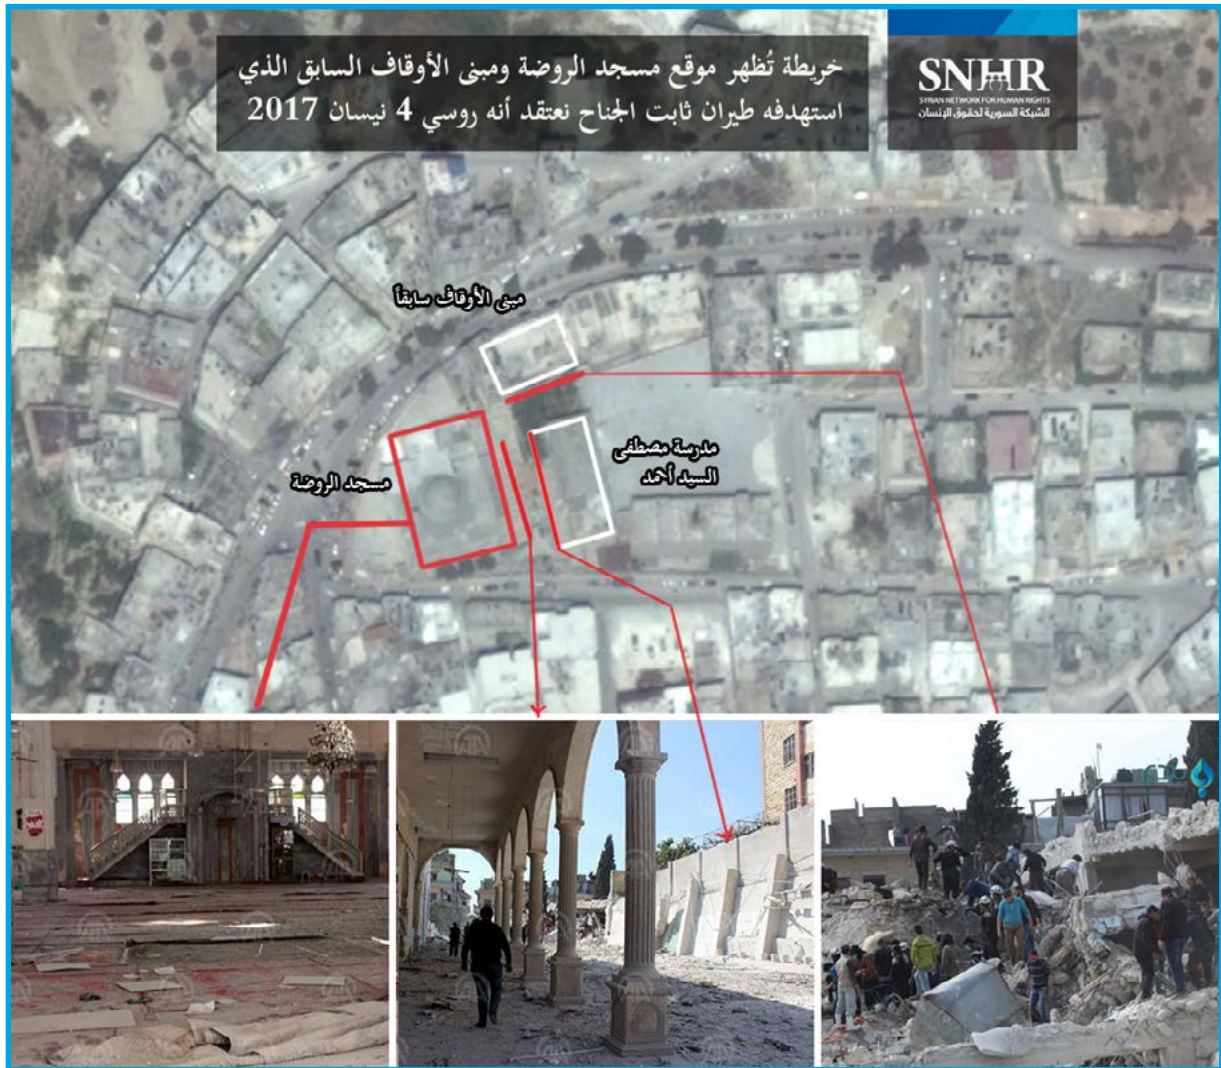 خريطة تُظهر موقع مسجد الروضة ومبنى الأوقاف السابق الذي
استهدفه طيران ثابت الجناح نعتقد أنه روسي 4 نيسان 2017
SNHR
SYRIAN NETWORK FOR HUMAN RIGHTS
الشبكة السورية لحقوق الإنسان
مبنى الأوقاف سابقاً
مدرسة مصطفى
السيد أحمد
مسجد الروضة